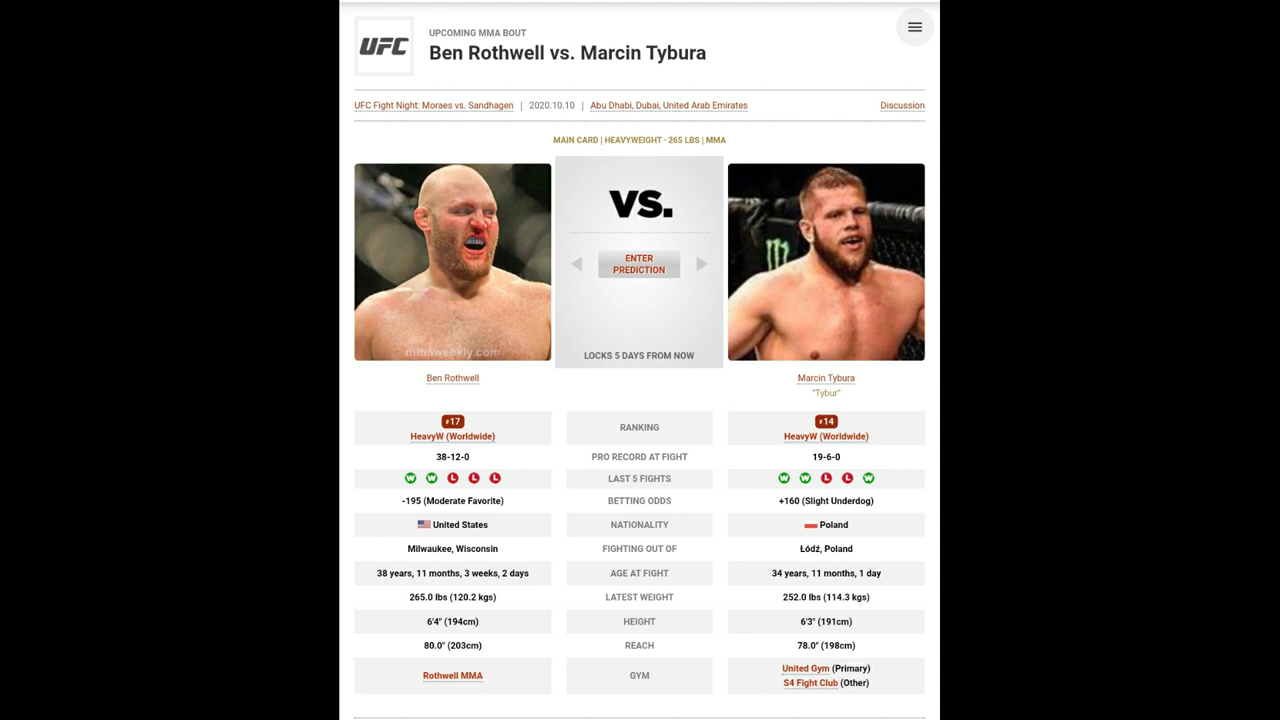 UFC
UPCOMING MMA BOUT
Ben Rothwell vs. Marcin Tybura
UFC Fight Night: Moraes vs. Sandhagen | 2020.10.10 | Abu Dhabi, Dubai, United Arab Emirates Discussion
MAIN CARD | HEAVYWEIGHT · 265 LBS | MMA
VS.
ENTER
PREDICTION
LOCKS 5 DAYS FROM NOW
mmaweekly.com
Ben Rothwell Marcin Tybura
"Tybur"
#17 RANKING #14
HeavyW (Worldwide) HeavyW (Worldwide)
38-12-0 PRO RECORD AT FIGHT 19-6-0
W W L L L LAST 5 FIGHTS W W L L W
-195 (Moderate Favorite) BETTING ODDS +160 (Slight Underdog)
United States NATIONALITY Poland
Milwaukee, Wisconsin FIGHTING OUT OF Łódź, Poland
38 years, 11 months, 3 weeks, 2 days AGE AT FIGHT 34 years, 11 months, 1 day
265.0 lbs (120.2 kgs) LATEST WEIGHT 252.0 lbs (114.3 kgs)
6'4" (194cm) HEIGHT 6'3" (191cm)
80.0" (203cm) REACH 78.0" (198cm)
Rothwell MMA GYM United Gym (Primary)
S4 Fight Club (Other)